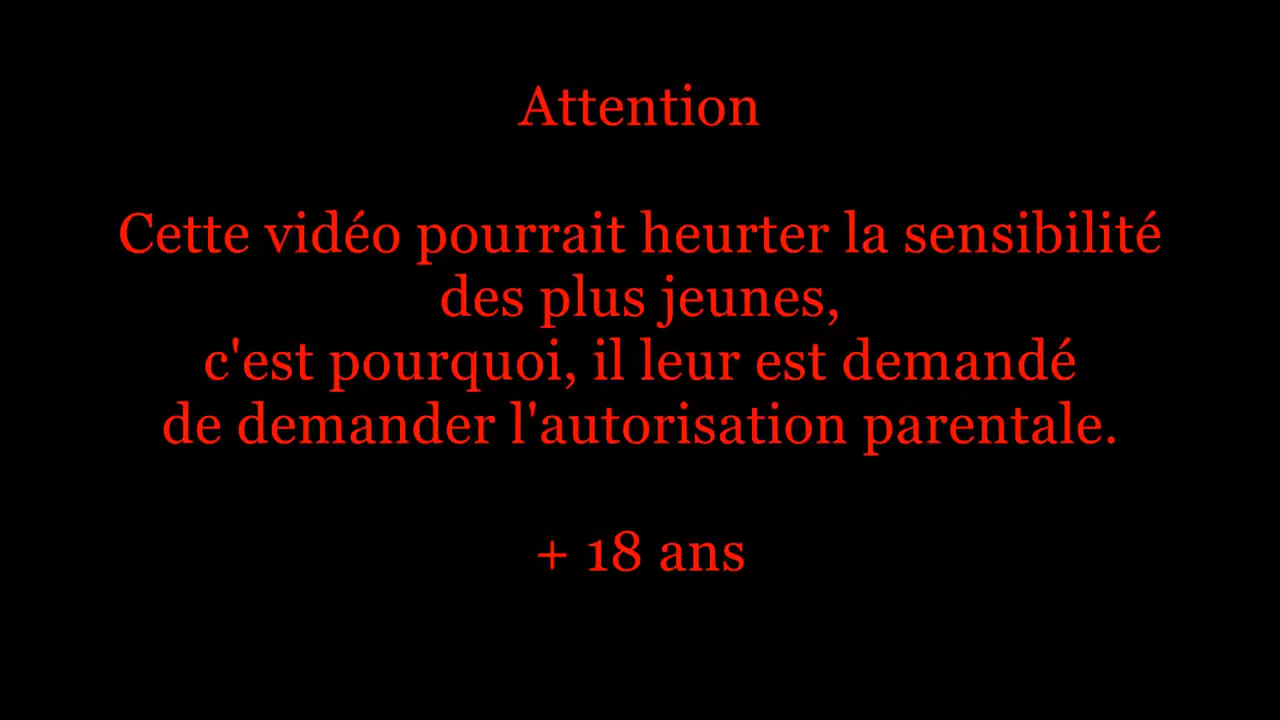 Attention
Cette vidéo pourrait heurter la sensibilité
des plus jeunes,
c'est pourquoi, il leur est demandé
de demander l'autorisation parentale.
+ 18 ans